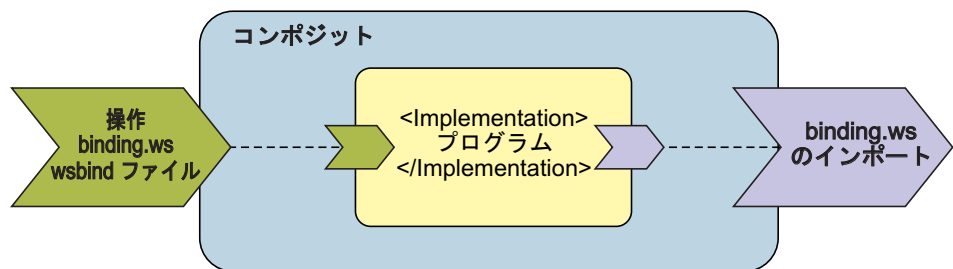 コンポジット
操作
binding.ws
wsbind ファイル
<Implementation>
プログラム
</Implementation>
binding.ws
のインポート